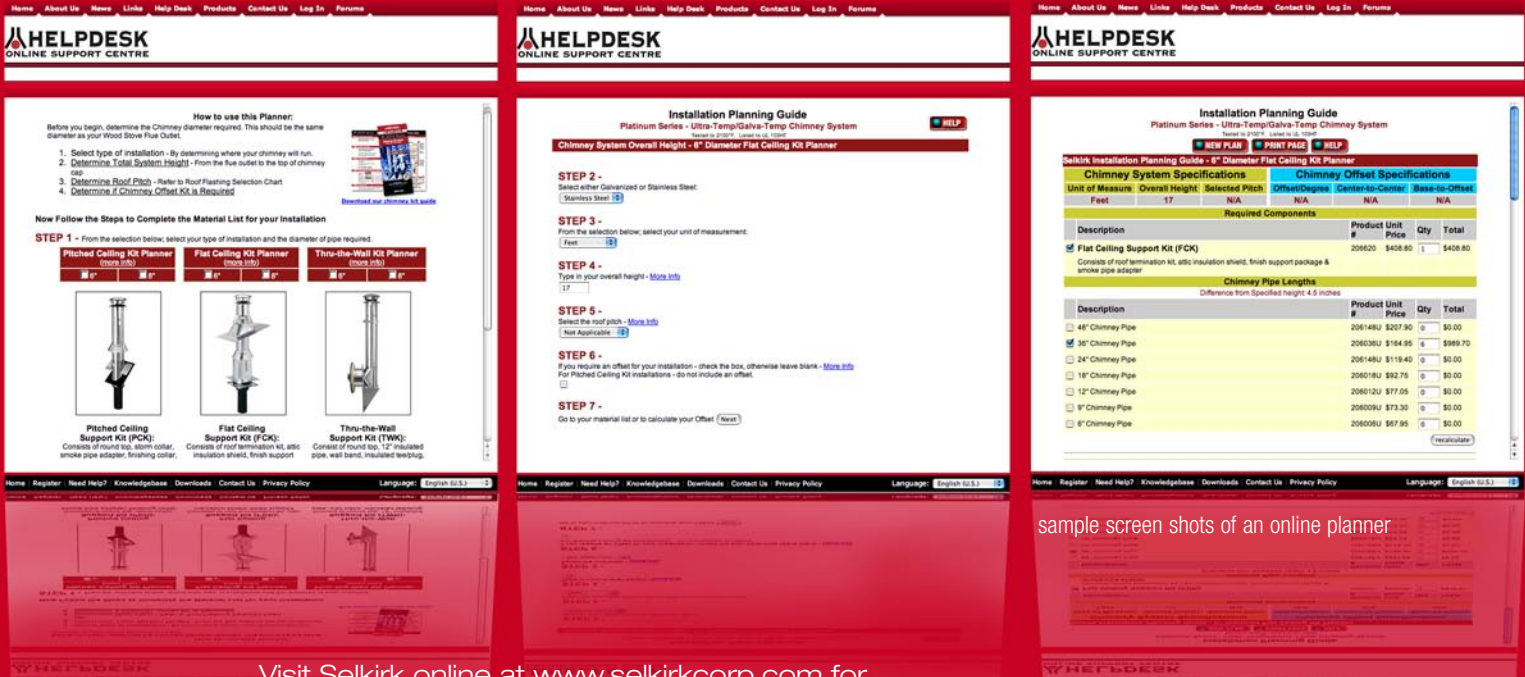 Home About Us News Links Help Desk Products Contact Us Log In Forums
HELPDESK
ONLINE SUPPORT CENTRE
How to use this Planner:
Before you begin, determine the Chimney diameter required. This should be the same
diameter as your Wood Stove Flue Outlet.
1. Select type of installation - By determining where your chimney will run.
2. Determine Total System Height - From the flue outlet to the top of chimney
cap
3. Determine Roof Pitch - Refer to Roof Flashing Selection Chart
4. Determine if Chimney Offset Kit is Required
Download our chimney kit guide
Now Follow the Steps to Complete the Material List for your Installation
STEP 1 - From the selection below; select your type of installation and the diameter of pipe required.
Pitched Ceiling Kit Planner Flat Ceiling Kit Planner Thru-the-Wall Kit Planner
(more info) (more info) (more info)
6" 8" 6" 8" 6" 8"
Pitched Ceiling Flat Ceiling Thru-the-Wall
Support Kit (PCK): Support Kit (FCK): Support Kit (TWK):
Consists of round top, storm collar, Consists of roof termination kit, attic Consist of round top, 12" insulated
smoke pipe adapter, finishing collar, insulation shield, finish support pipe, wall band, insulated tee/plug,
Home Register Need Help? Knowledgebase Downloads Contact Us Privacy Policy Language: English (U.S.)
Home About Us News Links Help Desk Products Contact Us Log In Forums
HELPDESK
ONLINE SUPPORT CENTRE
Installation Planning Guide
Platinum Series - Ultra-Temp/Galva-Temp Chimney System
Tested to 2100°F. Listed to UL 103HT
HELP
Chimney System Overall Height - 6" Diameter Flat Ceiling Kit Planner
STEP 2 -
Select either Galvanized or Stainless Steel:
Stainless Steel
STEP 3 -
From the selection below; select your unit of measurement:
Feet
STEP 4 -
Type in your overall height - More Info
17
STEP 5 -
Select the roof pitch - More Info
Not Applicable
STEP 6 -
If you require an offset for your installation - check the box, otherwise leave blank - More Info
For Pitched Ceiling Kit installations - do not include an offset.
STEP 7 -
Go to your material list or to calculate your Offset Next
Home Register Need Help? Knowledgebase Downloads Contact Us Privacy Policy Language: English (U.S.)
Home About Us News Links Help Desk Products Contact Us Log In Forums
HELPDESK
ONLINE SUPPORT CENTRE
Installation Planning Guide
Platinum Series - Ultra-Temp/Galva-Temp Chimney System
Tested to 2100°F. Listed to UL 103HT
NEW PLAN PRINT PAGE HELP
Selkirk Installation Planning Guide - 6" Diameter Flat Ceiling Kit Planner
Chimney System Specifications Chimney Offset Specifications
Unit of Measure Overall Height Selected Pitch Offset/Degree Center-to-Center Base-to-Offset
Feet 17 N/A N/A N/A N/A
Required Components
Description Product # Unit Price Qty Total
Flat Ceiling Support Kit (FCK) 206620 $408.80 1 $408.80
Consists of roof termination kit, attic insulation shield, finish support package &
smoke pipe adapter
Chimney Pipe Lengths
Difference from Specified height: 4.5 inches
Description Product # Unit Price Qty Total
48" Chimney Pipe 206148U $207.90 0 $0.00
36" Chimney Pipe 206036U $164.95 6 $989.70
24" Chimney Pipe 206148U $119.40 0 $0.00
18" Chimney Pipe 206018U $92.75 0 $0.00
12" Chimney Pipe 206012U $77.05 0 $0.00
9" Chimney Pipe 206009U $73.30 0 $0.00
6" Chimney Pipe 206006U $67.95 0 $0.00
recalculate
Home Register Need Help? Knowledgebase Downloads Contact Us Privacy Policy Language: English (U.S.)
sample screen shots of an online planner
Visit Selkirk online at www.selkirkcorp.com for